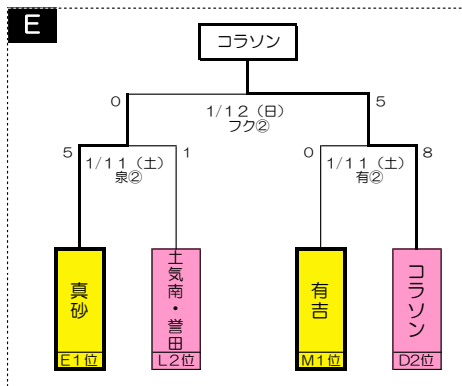 E
コラソン
0
5
1/12（日）
フク②
5
1/11（土）
泉②
1
0
1/11（土）
有②
8
真砂
土気南・誉田
有吉
コラソン
E1位
L2位
M1位
D2位